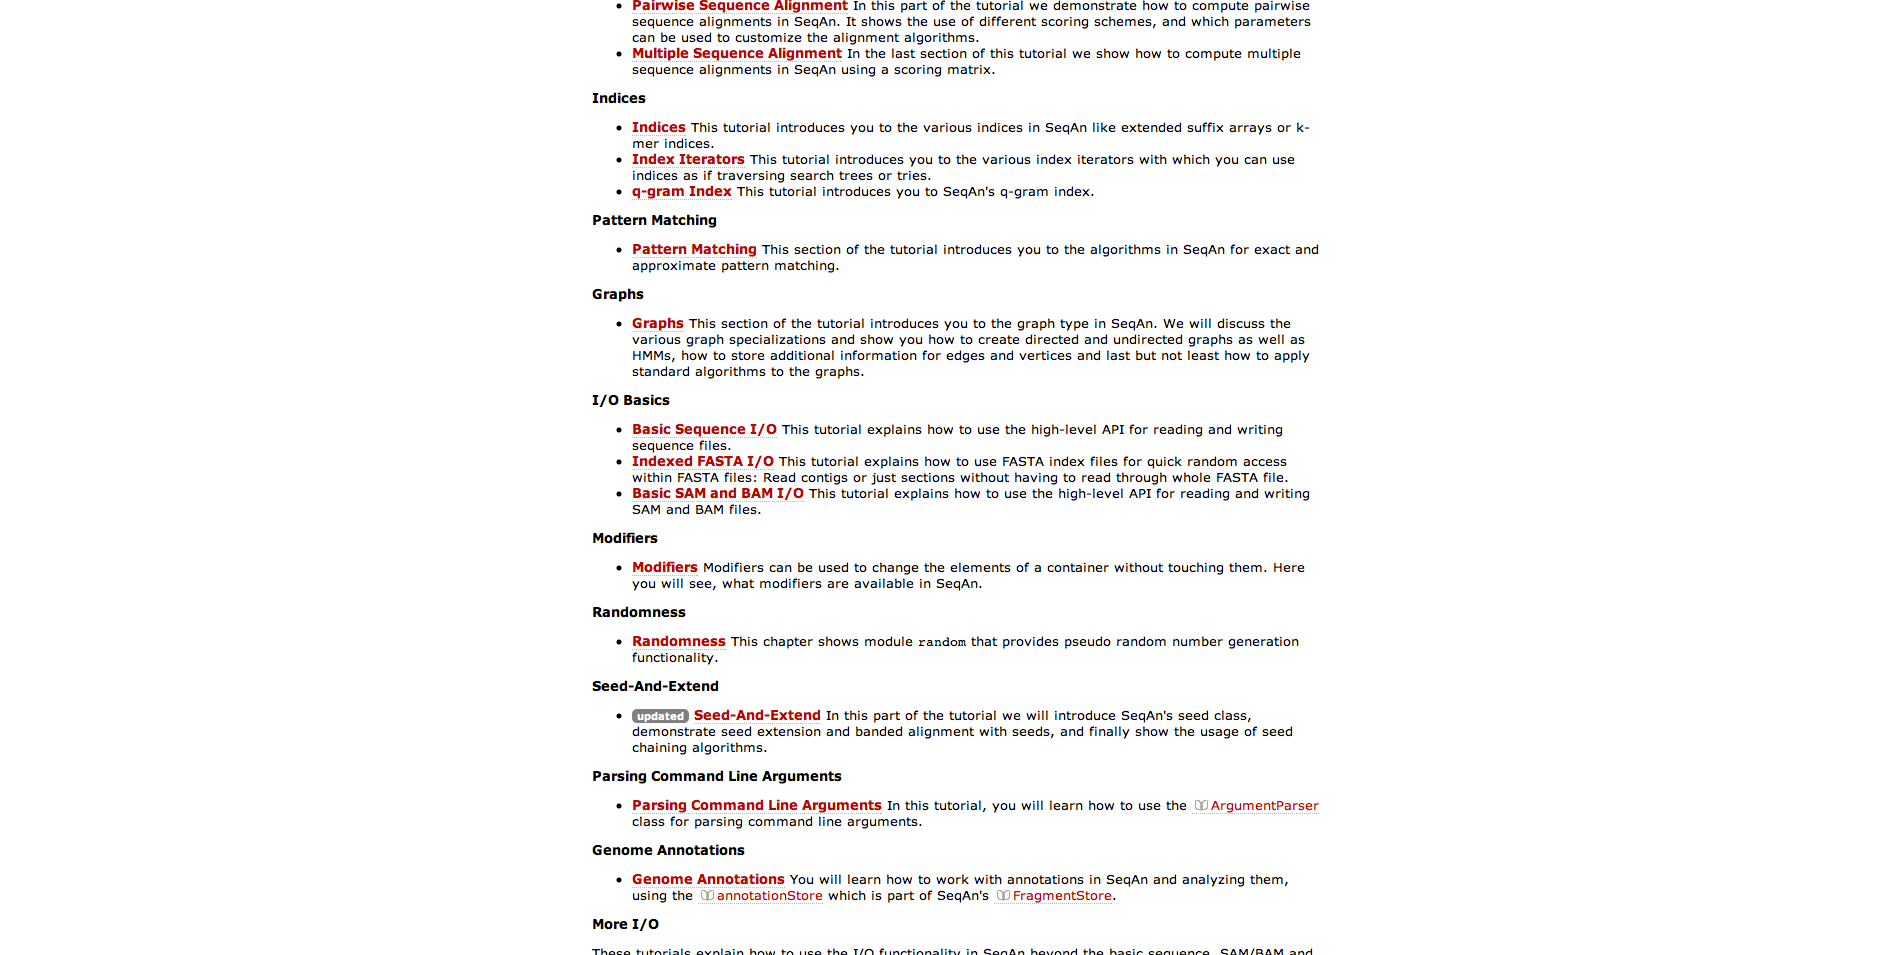 Pairwise Sequence Alignment In this part of the tutorial we demonstrate how to compute pairwise
sequence alignments in SeqAn. It shows the use of different scoring schemes, and which parameters
can be used to customize the alignment algorithms.
Multiple Sequence Alignment In the last section of this tutorial we show how to compute multiple
sequence alignments in SeqAn using a scoring matrix.
Indices
Indices This tutorial introduces you to the various indices in SeqAn like extended suffix arrays or k-
mer indices.
Index Iterators This tutorial introduces you to the various index iterators with which you can use
indices as if traversing search trees or tries.
q-gram Index This tutorial introduces you to SeqAn's q-gram index.
Pattern Matching
Pattern Matching This section of the tutorial introduces you to the algorithms in SeqAn for exact and
approximate pattern matching.
Graphs
Graphs This section of the tutorial introduces you to the graph type in SeqAn. We will discuss the
various graph specializations and show you how to create directed and undirected graphs as well as
HMMs, how to store additional information for edges and vertices and last but not least how to apply
standard algorithms to the graphs.
I/O Basics
Basic Sequence I/O This tutorial explains how to use the high-level API for reading and writing
sequence files.
Indexed FASTA I/O This tutorial explains how to use FASTA index files for quick random access
within FASTA files: Read contigs or just sections without having to read through whole FASTA file.
Basic SAM and BAM I/O This tutorial explains how to use the high-level API for reading and writing
SAM and BAM files.
Modifiers
Modifiers Modifiers can be used to change the elements of a container without touching them. Here
you will see, what modifiers are available in SeqAn.
Randomness
Randomness This chapter shows module random that provides pseudo random number generation
functionality.
Seed-And-Extend
updated Seed-And-Extend In this part of the tutorial we will introduce SeqAn's seed class,
demonstrate seed extension and banded alignment with seeds, and finally show the usage of seed
chaining algorithms.
Parsing Command Line Arguments
Parsing Command Line Arguments In this tutorial, you will learn how to use the ArgumentParser
class for parsing command line arguments.
Genome Annotations
Genome Annotations You will learn how to work with annotations in SeqAn and analyzing them,
using the annotationStore which is part of SeqAn's FragmentStore.
More I/O
These tutorials explain how to use the I/O functionality in SeqAn beyond the basic sequence, SAM/BAM and